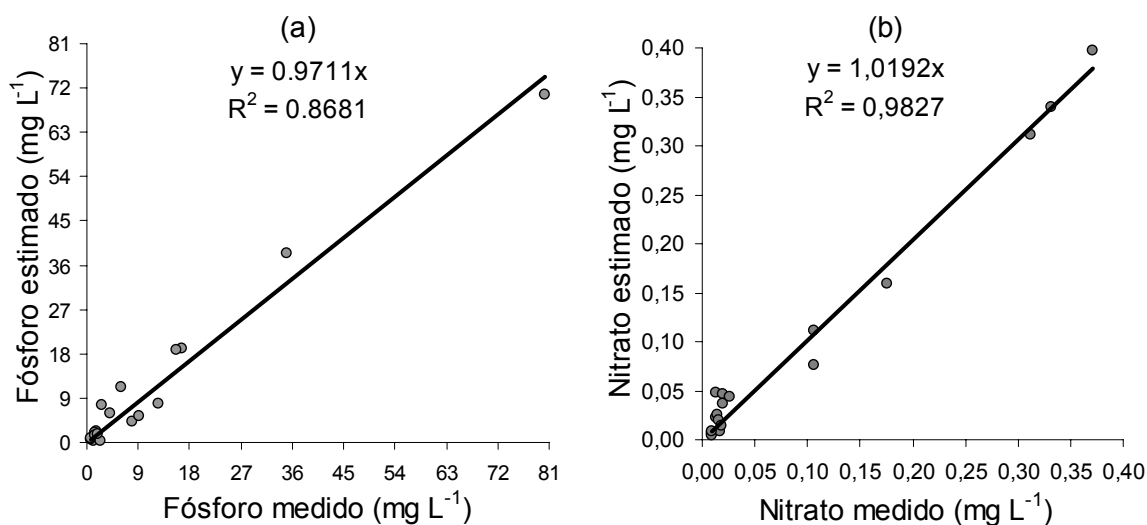 (a)
y = 0.9711x
R² = 0.8681
Fósforo estimado (mg L⁻¹)
81
72
63
54
45
36
27
18
9
0
0 9 18 27 36 45 54 63 72 81
Fósforo medido (mg L⁻¹)
(b)
y = 1,0192x
R² = 0,9827
Nitrato estimado (mg L⁻¹)
0,40
0,35
0,30
0,25
0,20
0,15
0,10
0,05
0,00
0,00 0,05 0,10 0,15 0,20 0,25 0,30 0,35 0,40
Nitrato medido (mg L⁻¹)